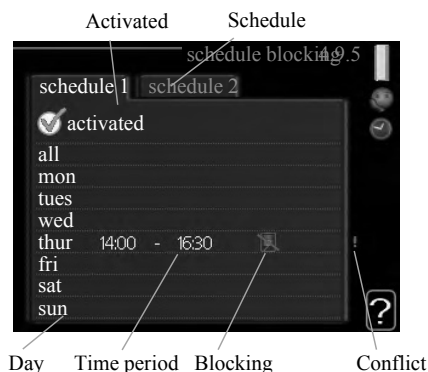 Activated Schedule
schedule blocking 4.9.5
schedule 1 schedule 2
activated
all
mon
tues
wed
thur 14:00 - 16:30 !
fri
sat
sun
?
Day Time period Blocking Conflict